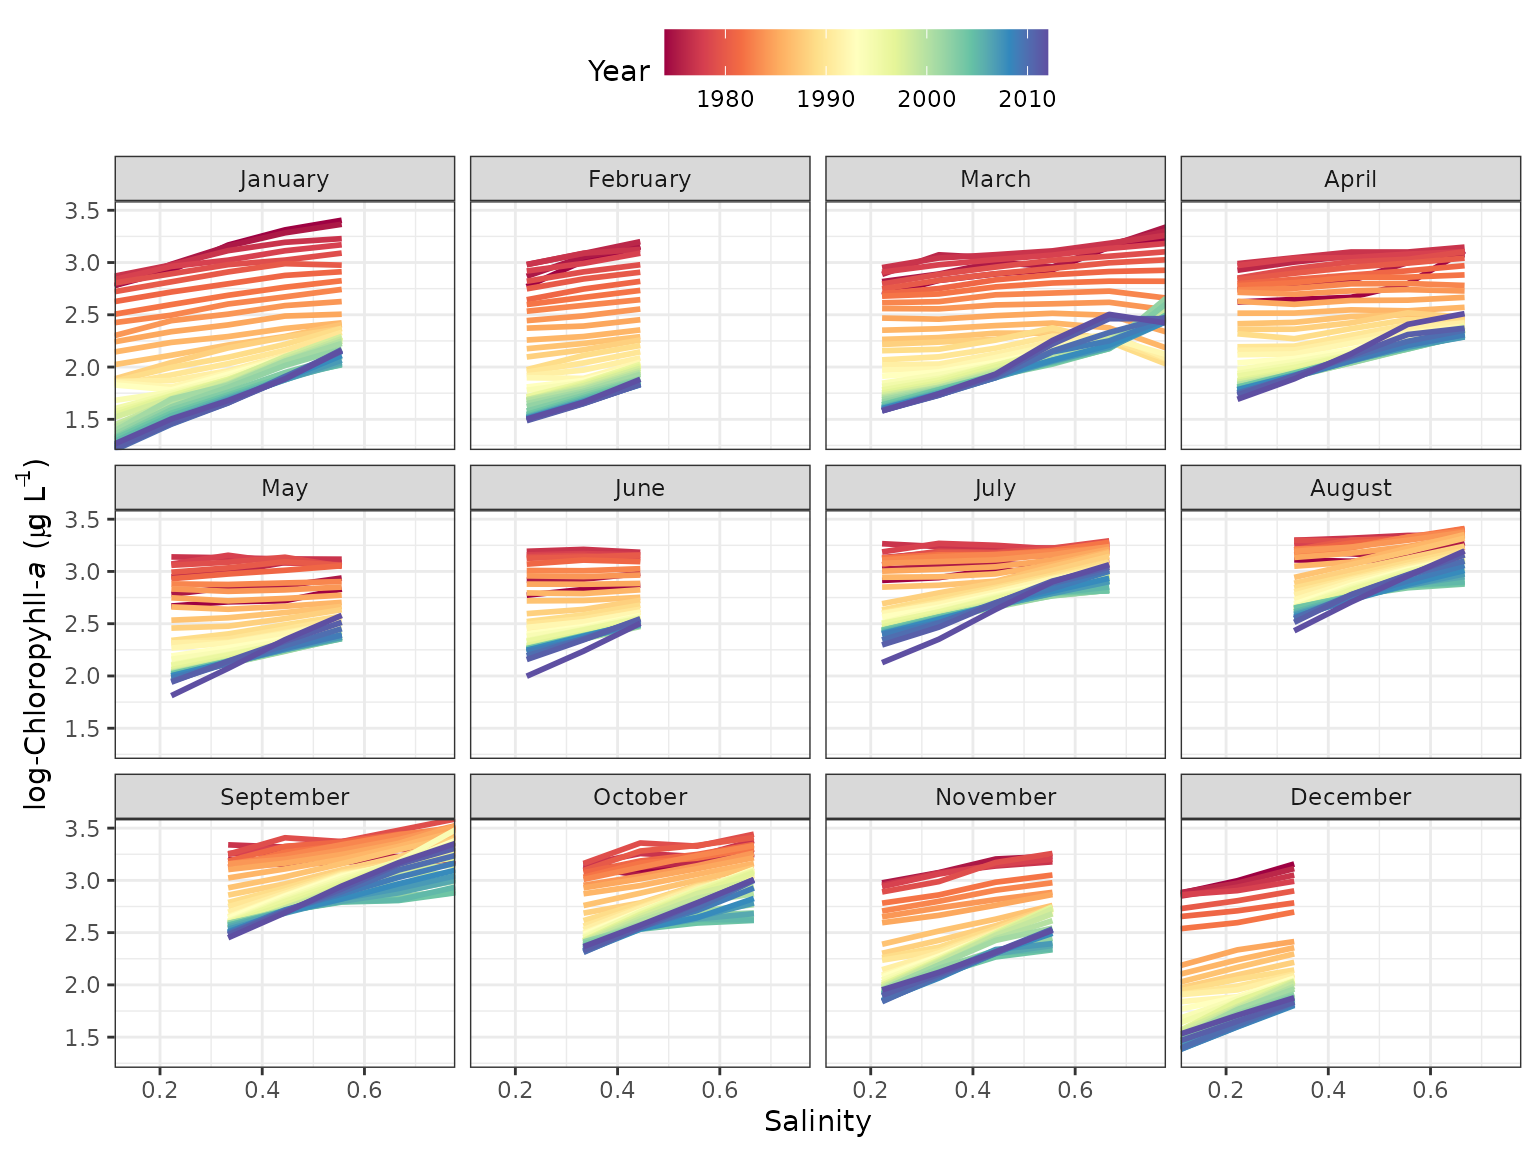 Year
1980 1990 2000 2010
January February March April
3.5
3.0
2.5
2.0
1.5
May June July August
3.5
3.0
2.5
2.0
1.5
September October November December
3.5
3.0
2.5
2.0
1.5
0.2 0.4 0.6 0.2 0.4 0.6 0.2 0.4 0.6 0.2 0.4 0.6
Salinity
log-Chloropyhll-a (μg L⁻¹)